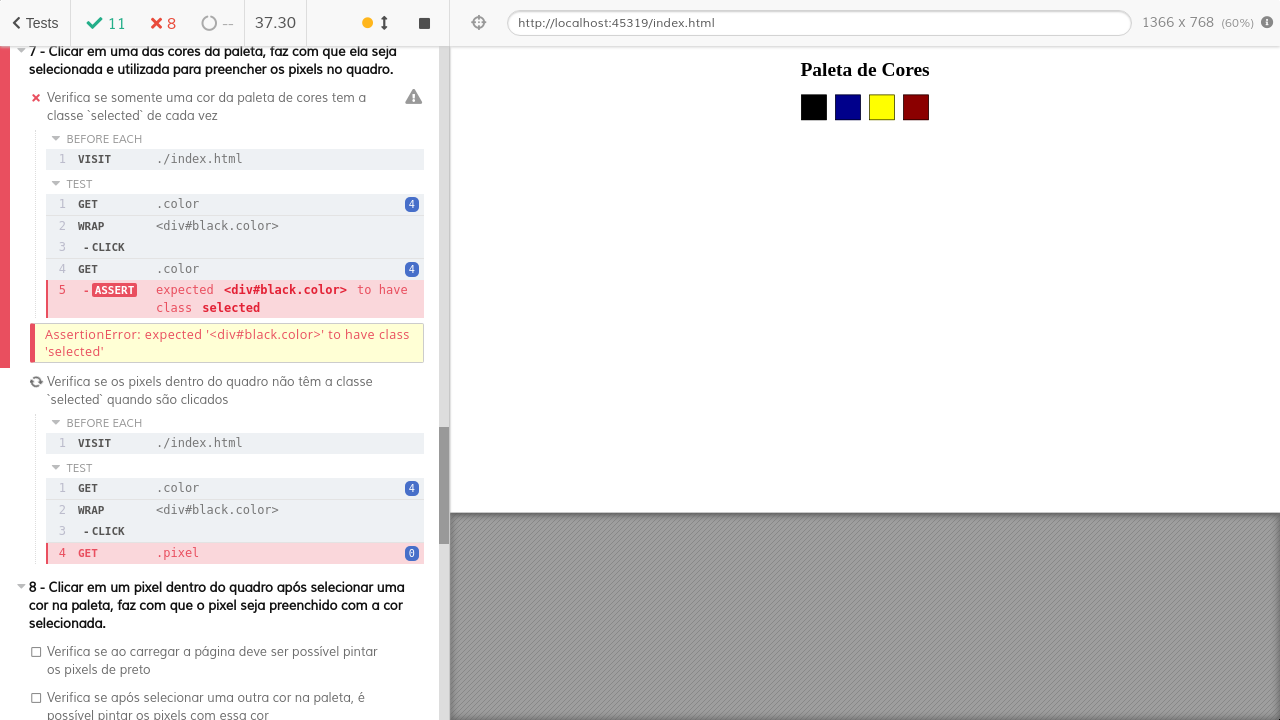 Tests 11 8 -- 37.30
http://localhost:45319/index.html 1366 x 768 (60%)
7 - Clicar em uma das cores da paleta, faz com que ela seja
selecionada e utilizada para preencher os pixels no quadro.
Verifica se somente uma cor da paleta de cores tem a
classe `selected` de cada vez
BEFORE EACH
1 VISIT ./index.html
TEST
1 GET .color 4
2 WRAP <div#black.color>
3 -CLICK
4 GET .color 4
5 -ASSERT expected <div#black.color> to have
class selected
AssertionError: expected '<div#black.color>' to have class
'selected'
Verifica se os pixels dentro do quadro não têm a classe
`selected` quando são clicados
BEFORE EACH
1 VISIT ./index.html
TEST
1 GET .color 4
2 WRAP <div#black.color>
3 -CLICK
4 GET .pixel 0
8 - Clicar em um pixel dentro do quadro após selecionar uma
cor na paleta, faz com que o pixel seja preenchido com a cor
selecionada.
Verifica se ao carregar a página deve ser possível pintar
os pixels de preto
Verifica se após selecionar uma outra cor na paleta, é
possível pintar os pixels com essa cor
Paleta de Cores